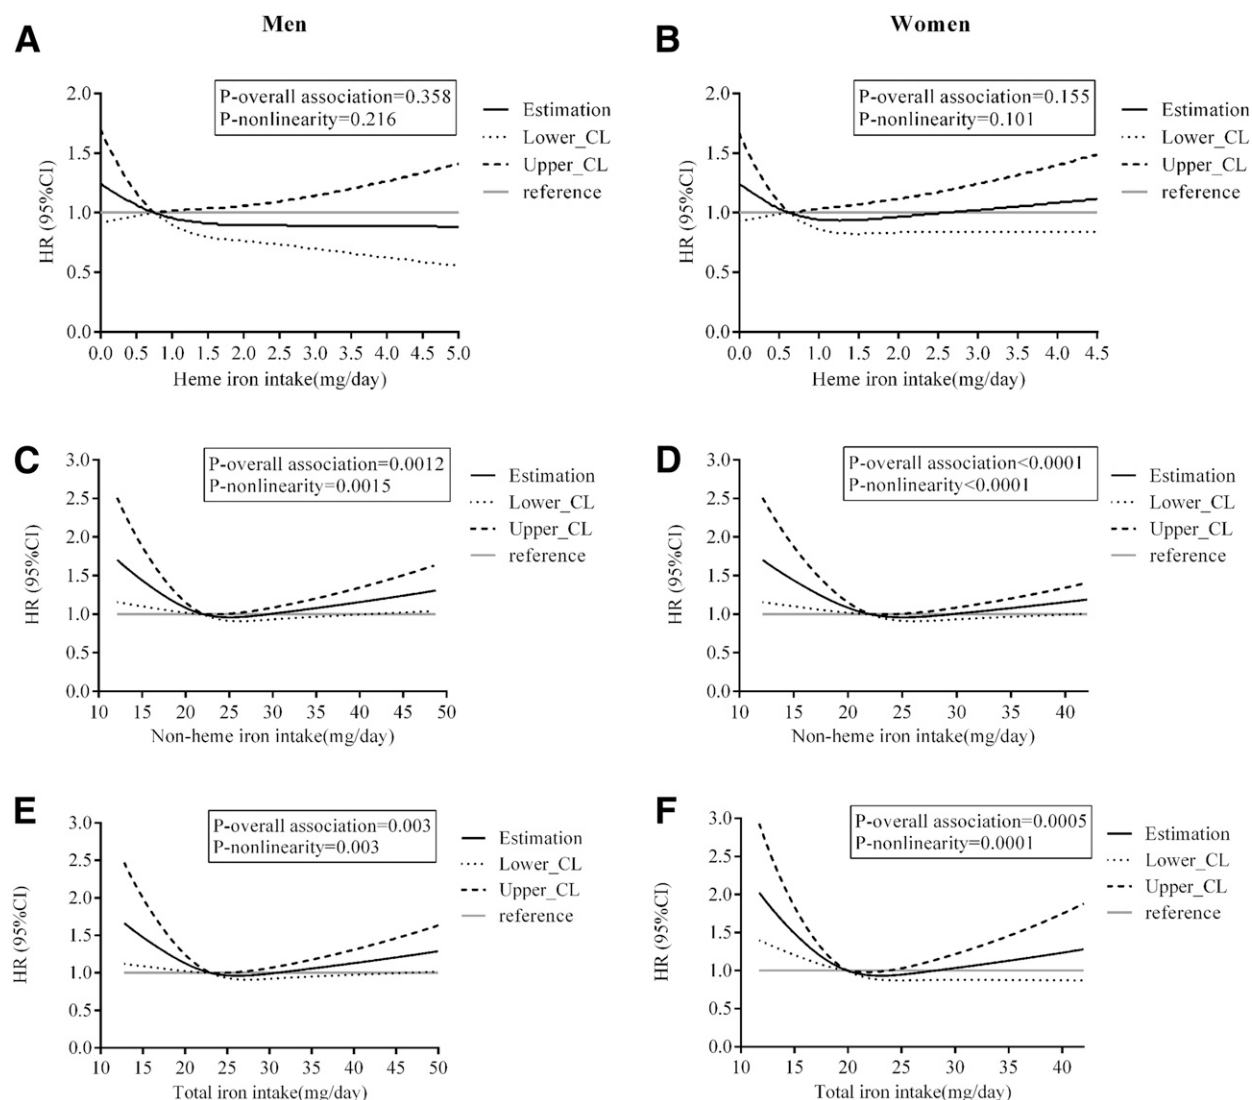 Men
Women
A
P-overall association=0.358
P-nonlinearity=0.216
Estimation
Lower_CL
Upper_CL
reference
HR (95%CI)
2.0
1.5
1.0
0.5
0.0
0.0 0.5 1.0 1.5 2.0 2.5 3.0 3.5 4.0 4.5 5.0
Heme iron intake(mg/day)
B
P-overall association=0.155
P-nonlinearity=0.101
Estimation
Lower_CL
Upper_CL
reference
HR (95%CI)
2.0
1.5
1.0
0.5
0.0
0.0 0.5 1.0 1.5 2.0 2.5 3.0 3.5 4.0 4.5
Heme iron intake(mg/day)
C
P-overall association=0.0012
P-nonlinearity=0.0015
Estimation
Lower_CL
Upper_CL
reference
HR (95%CI)
3.0
2.5
2.0
1.5
1.0
0.5
0.0
10 15 20 25 30 35 40 45 50
Non-heme iron intake(mg/day)
D
P-overall association<0.0001
P-nonlinearity<0.0001
Estimation
Lower_CL
Upper_CL
reference
HR (95%CI)
3.0
2.5
2.0
1.5
1.0
0.5
0.0
10 15 20 25 30 35 40
Non-heme iron intake(mg/day)
E
P-overall association=0.003
P-nonlinearity=0.003
Estimation
Lower_CL
Upper_CL
reference
HR (95%CI)
3.0
2.5
2.0
1.5
1.0
0.5
0.0
10 15 20 25 30 35 40 45 50
Total iron intake(mg/day)
F
P-overall association=0.0005
P-nonlinearity=0.0001
Estimation
Lower_CL
Upper_CL
reference
HR (95%CI)
3.0
2.5
2.0
1.5
1.0
0.5
0.0
10 15 20 25 30 35 40
Total iron intake(mg/day)